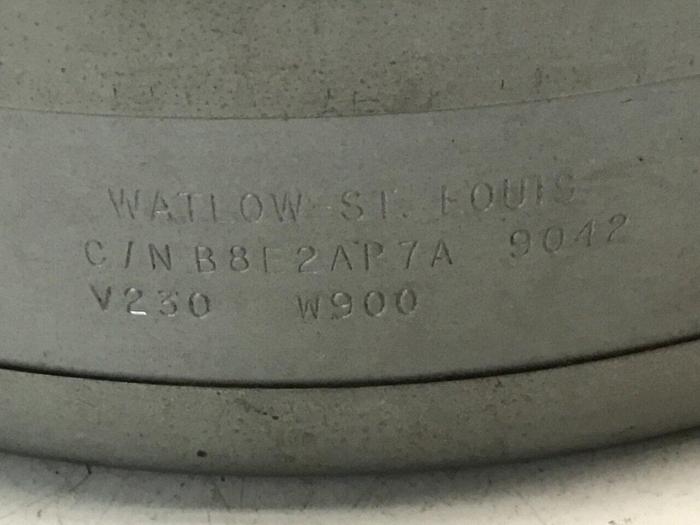 WATLOW ST. LOUIS
C/N B8E2AP7A 9042
V230 W900